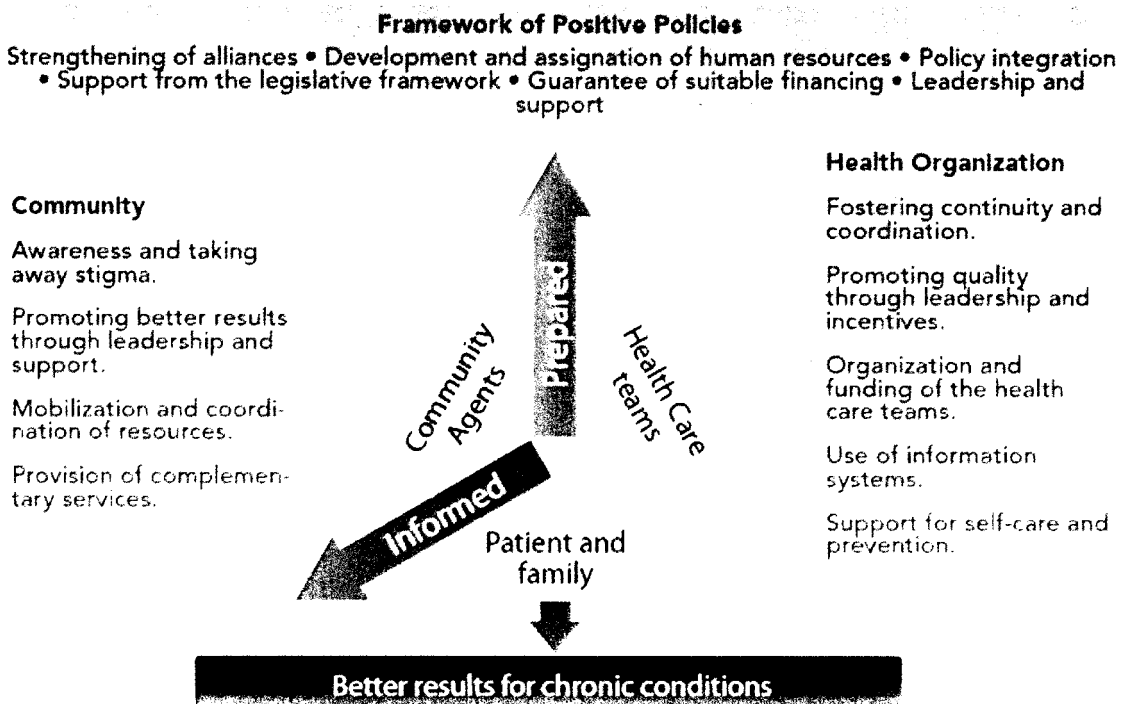 Framework of Positive Policies
Strengthening of alliances • Development and assignation of human resources • Policy integration
• Support from the legislative framework • Guarantee of suitable financing • Leadership and
support
Community
Awareness and taking
away stigma.
Promoting better results
through leadership and
support.
Mobilization and coordi-
nation of resources.
Provision of complemen-
tary services.
Community
Agents
Prepared
Health Care
teams
Informed
Patient and
family
Health Organization
Fostering continuity and
coordination.
Promoting quality
through leadership and
incentives.
Organization and
funding of the health
care teams.
Use of information
systems.
Support for self-care and
prevention.
Better results for chronic conditions